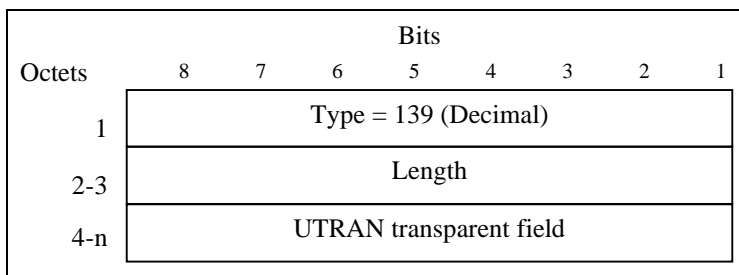 Bits
Octets 8 7 6 5 4 3 2 1
1 Type = 139 (Decimal)
2-3 Length
4-n UTRAN transparent field